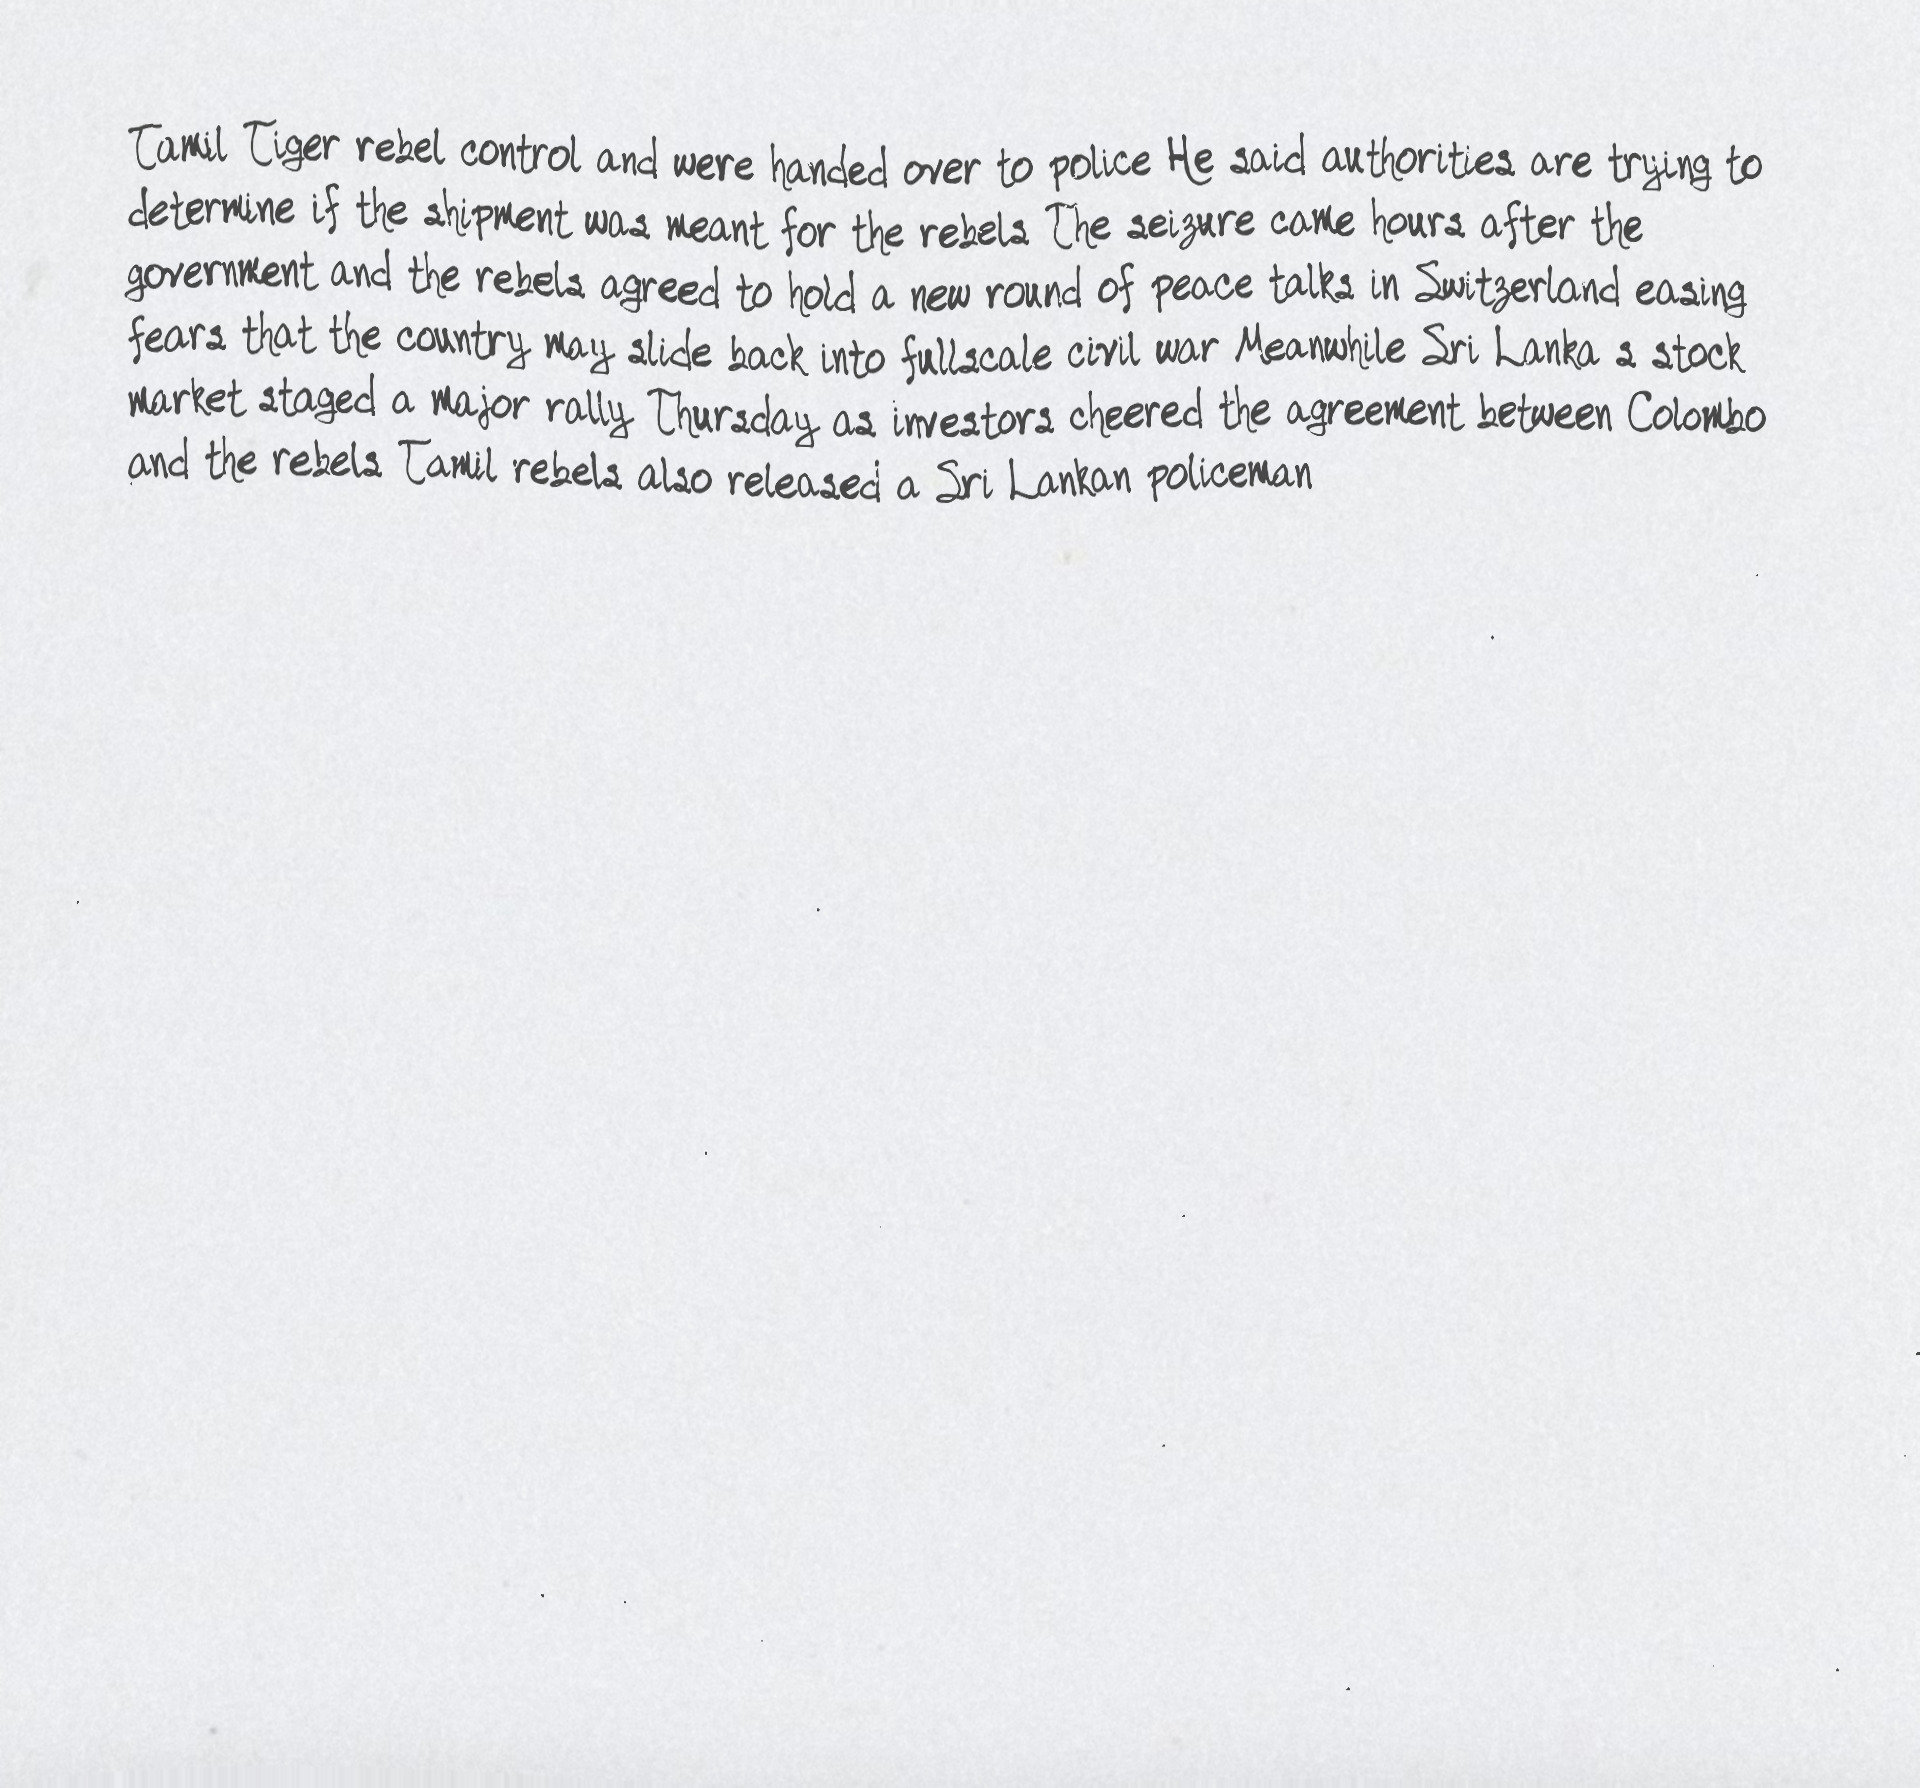 Tamil Tiger rebel control and were handed over to police He said authorities are trying to
determine if the shipment was meant for the rebels The seizure came hours after the
government and the rebels agreed to hold a new round of peace talks in Switzerland easing
fears that the country may slide back into fullscale civil war Meanwhile Sri Lanka s stock
market staged a major rally Thursday as investors cheered the agreement between Colombo
and the rebels Tamil rebels also released a Sri Lankan policeman